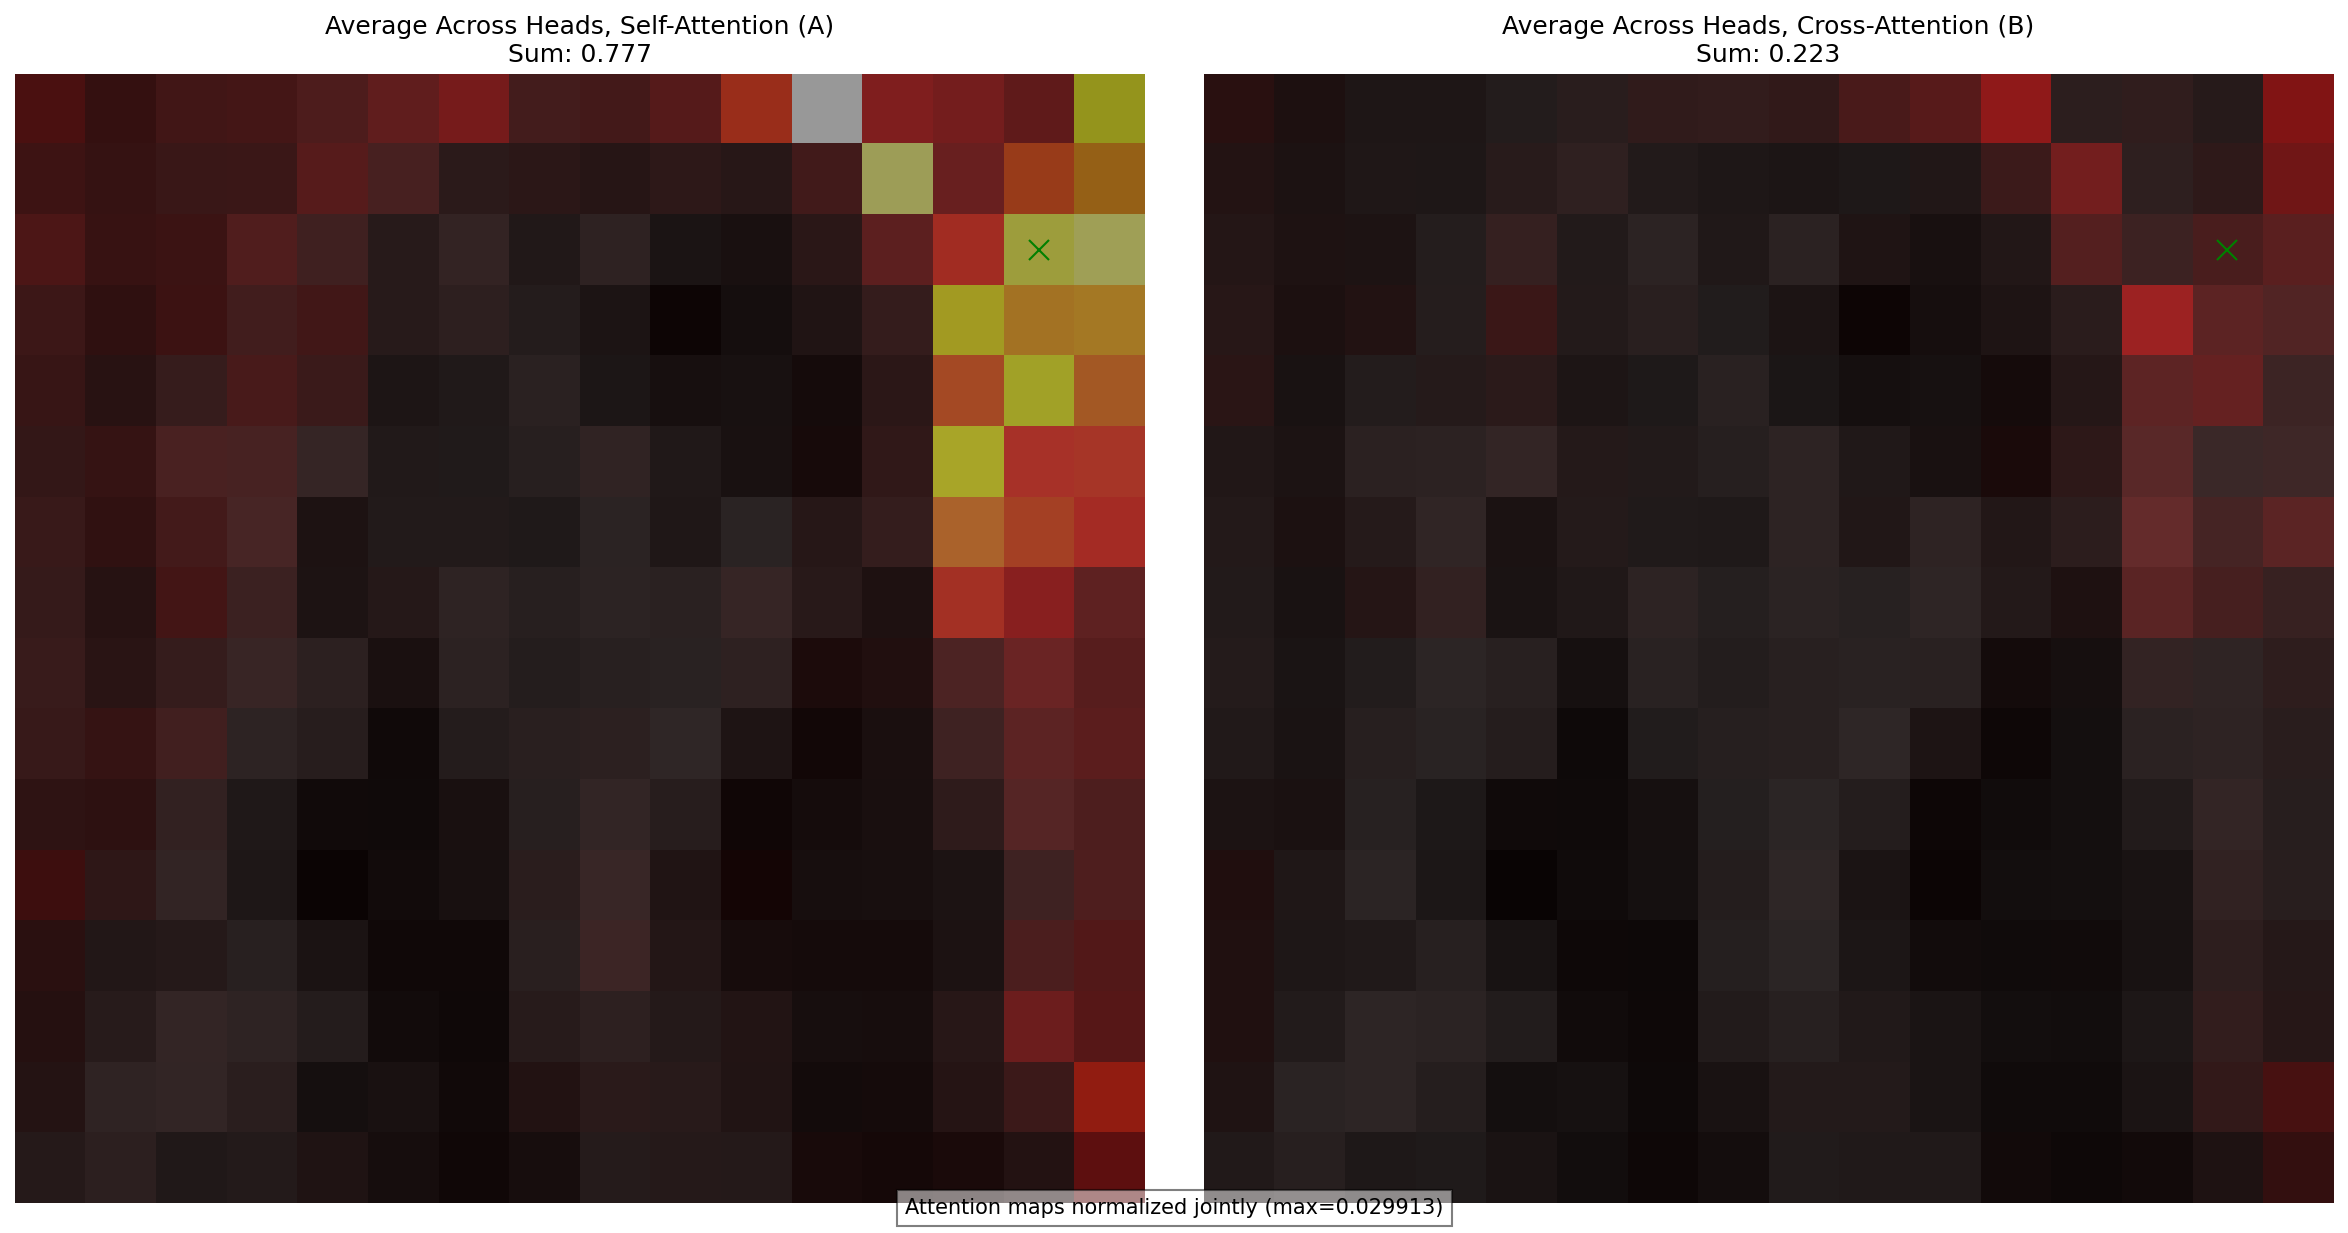 Average Across Heads, Self-Attention (A)
Sum: 0.777
Average Across Heads, Cross-Attention (B)
Sum: 0.223
Attention maps normalized jointly (max=0.029913)